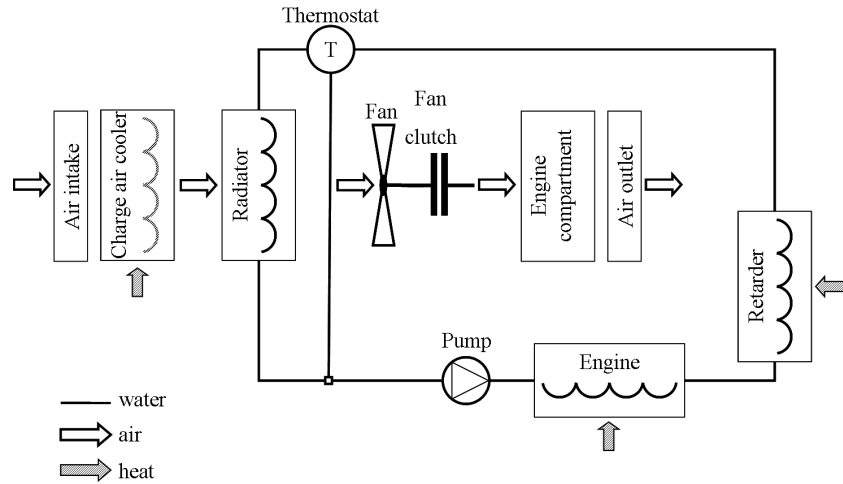 Thermostat
T
Fan
Fan
clutch
Air intake
Charge air cooler
Radiator
Engine
compartment
Air outlet
Retarder
Pump
Engine
water
air
heat